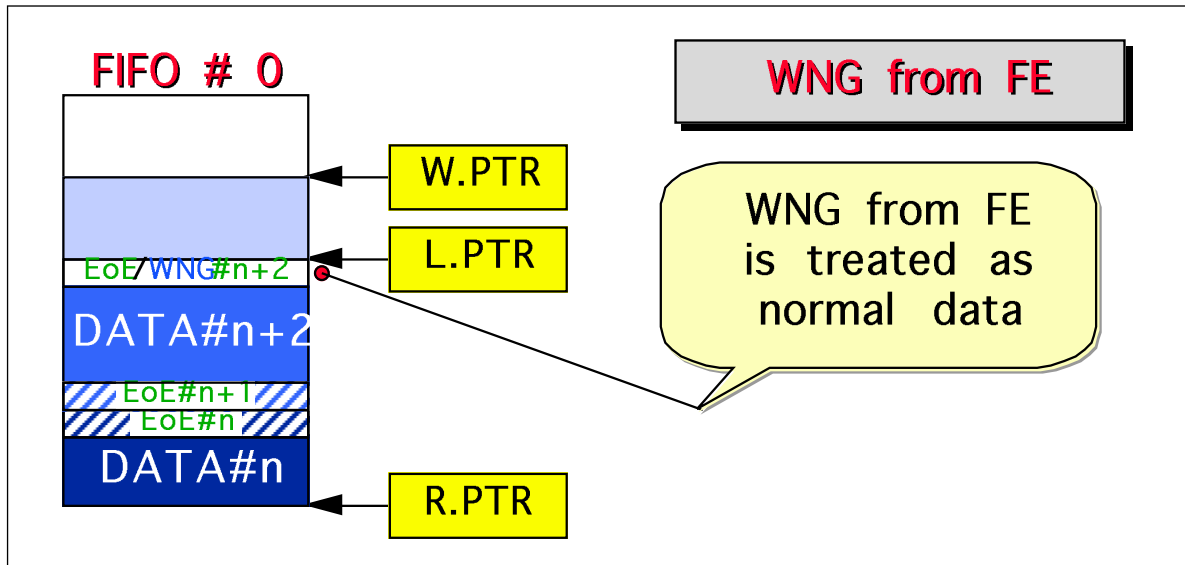 FIFO # 0
WNG from FE
W.PTR
L.PTR
EoE/WNG#n+2
DATA#n+2
EoE#n+1
EoE#n
DATA#n
R.PTR
WNG from FE
is treated as
normal data